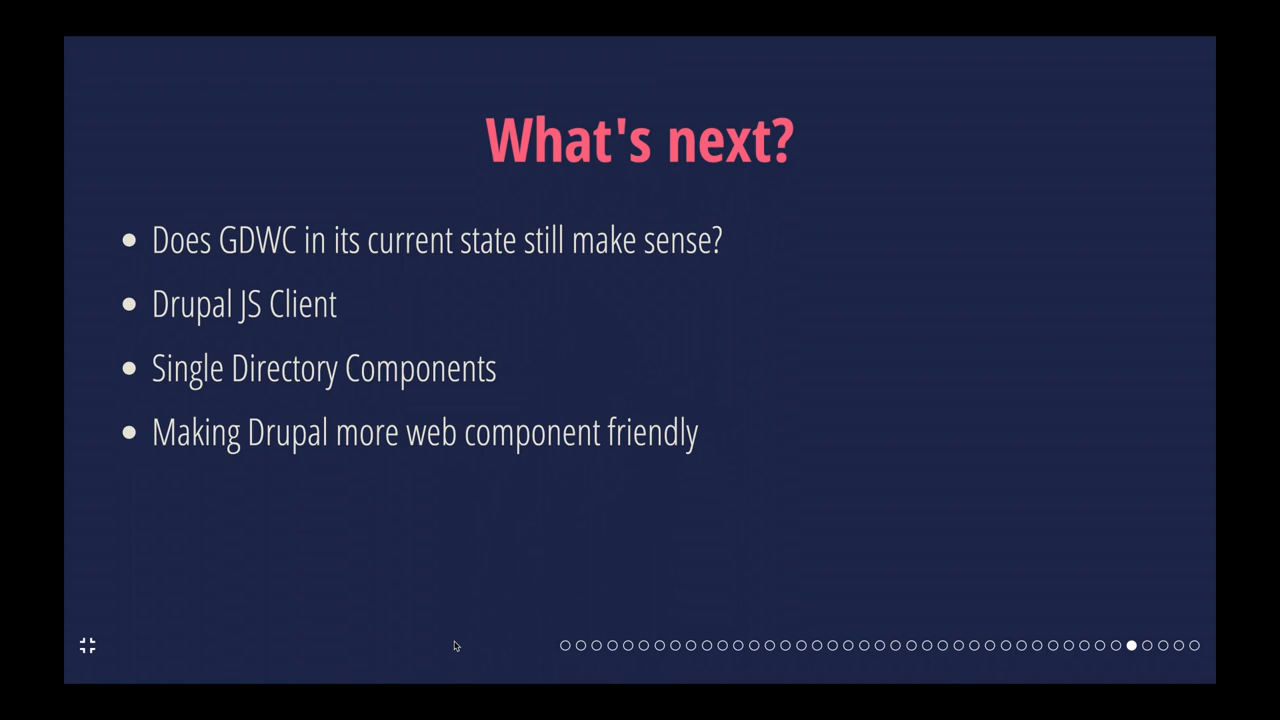 What's next?
Does GDWC in its current state still make sense?
Drupal JS Client
Single Directory Components
Making Drupal more web component friendly